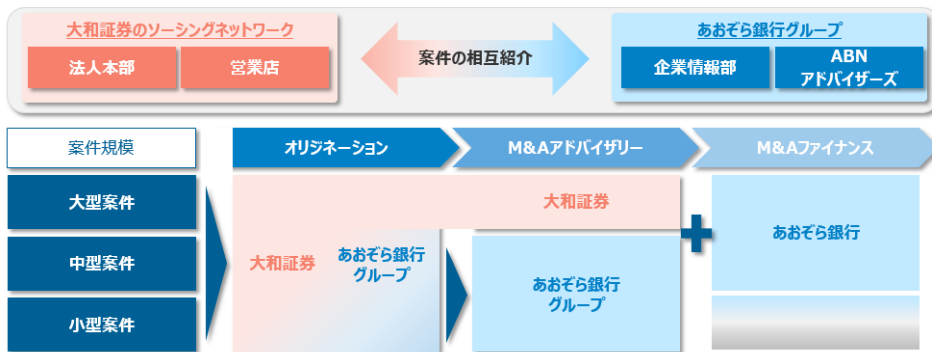 大和証券のソーシングネットワーク
法人本部
営業店
案件の相互紹介
あおぞら銀行グループ
企業情報部
ABN
アドバイザーズ
案件規模
オリジネーション
M&Aアドバイザリー
M&Aファイナンス
大型案件
中型案件
小型案件
大和証券
大和証券
あおぞら銀行
グループ
あおぞら銀行
グループ
あおぞら銀行